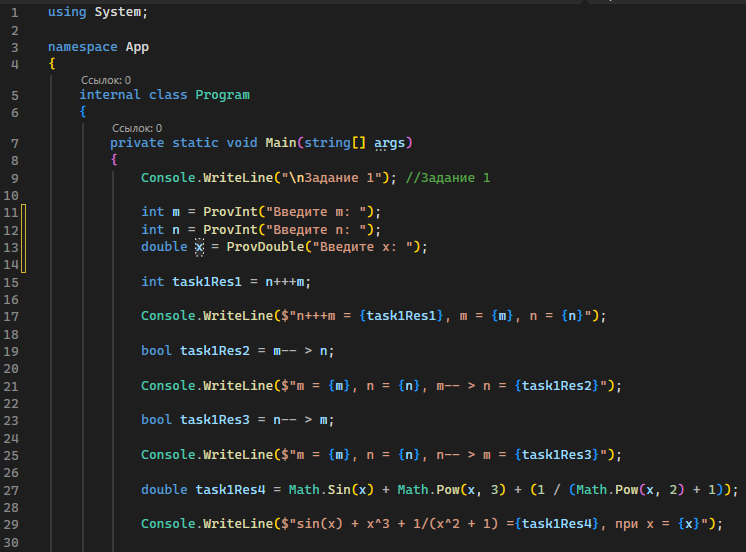 1 using System;
2
3 namespace App
4 {
Ссылок: 0
5 internal class Program
6 {
Ссылок: 0
7 private static void Main(string[] args)
8 {
9 Console.WriteLine("\nЗадание 1"); //Задание 1
10
11 int m = ProvInt("Введите m: ");
12 int n = ProvInt("Введите n: ");
13 double x = ProvDouble("Введите x: ");
14
15 int task1Res1 = n+++m;
16
17 Console.WriteLine($"n+++m = {task1Res1}, m = {m}, n = {n}");
18
19 bool task1Res2 = m-- > n;
20
21 Console.WriteLine($"m = {m}, n = {n}, m-- > n = {task1Res2}");
22
23 bool task1Res3 = n-- > m;
24
25 Console.WriteLine($"m = {m}, n = {n}, n-- > m = {task1Res3}");
26
27 double task1Res4 = Math.Sin(x) + Math.Pow(x, 3) + (1 / (Math.Pow(x, 2) + 1));
28
29 Console.WriteLine($"sin(x) + x^3 + 1/(x^2 + 1) ={task1Res4}, при x = {x}");
30